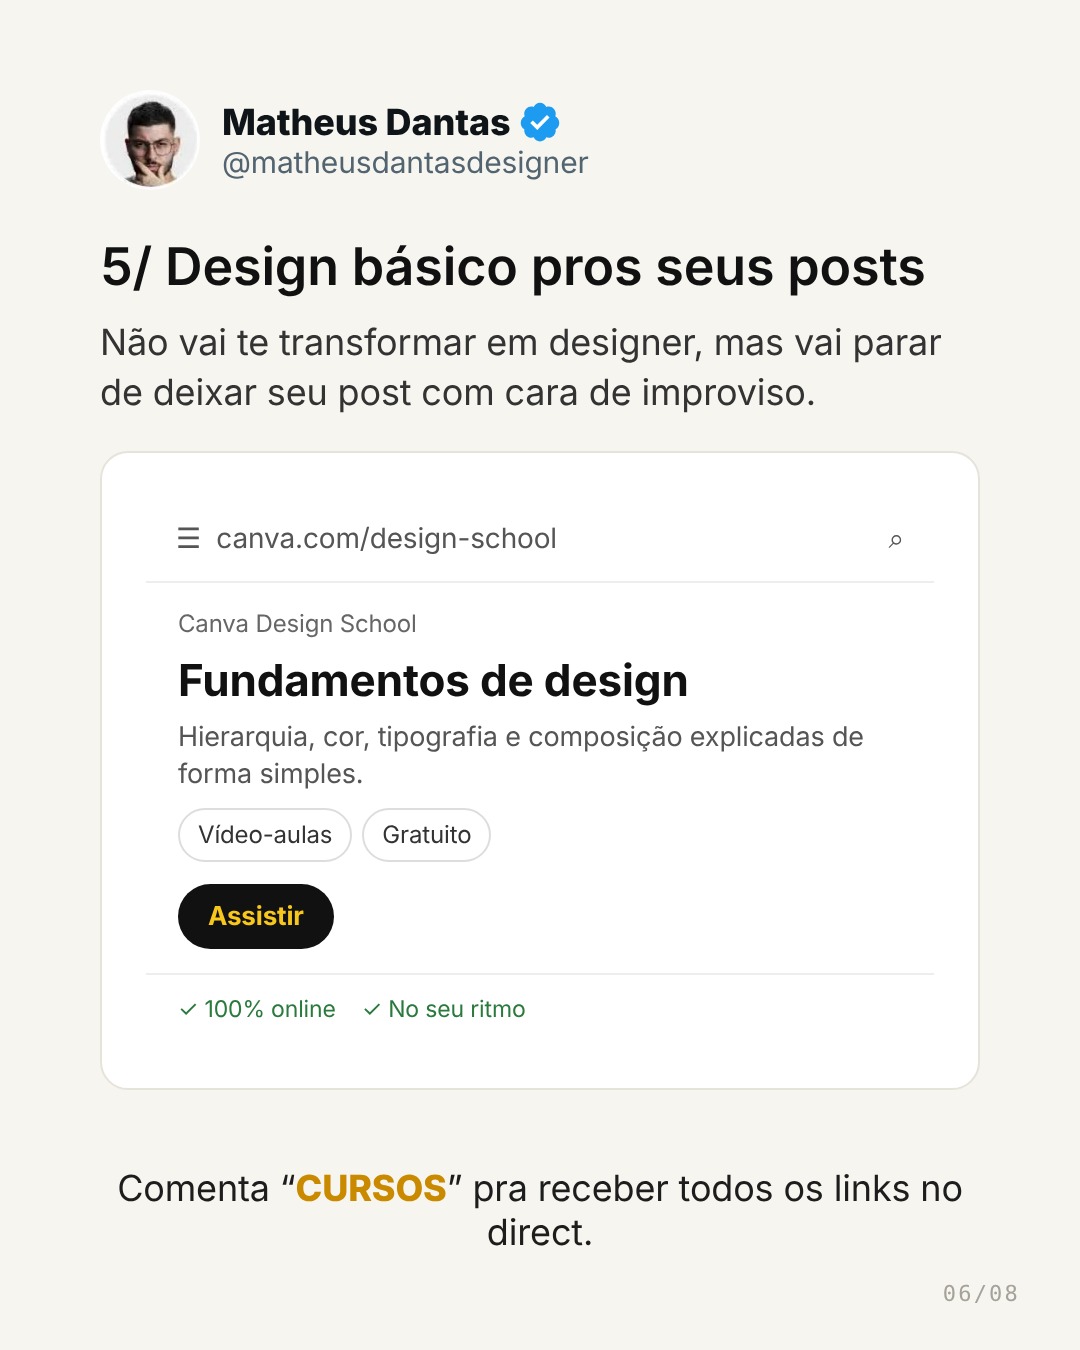 Matheus Dantas
@matheusdantasdesigner
5/ Design básico pros seus posts
Não vai te transformar em designer, mas vai parar
de deixar seu post com cara de improviso.
☰ canva.com/design-school ⌕
Canva Design School
Fundamentos de design
Hierarquia, cor, tipografia e composição explicadas de
forma simples.
Vídeo-aulas Gratuito
Assistir
✓ 100% online ✓ No seu ritmo
Comenta “CURSOS” pra receber todos os links no
direct.
06/08